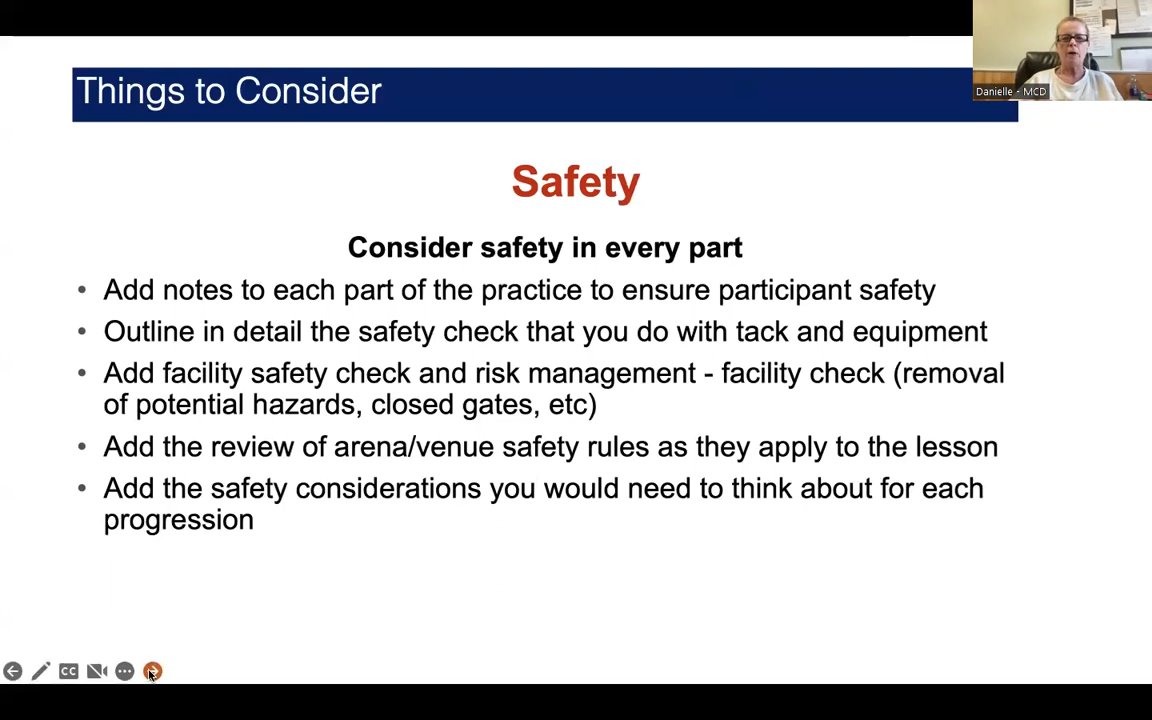 Things to Consider
Danielle - MCD
Safety
Consider safety in every part
• Add notes to each part of the practice to ensure participant safety
• Outline in detail the safety check that you do with tack and equipment
• Add facility safety check and risk management - facility check (removal
of potential hazards, closed gates, etc)
• Add the review of arena/venue safety rules as they apply to the lesson
• Add the safety considerations you would need to think about for each
progression
CC